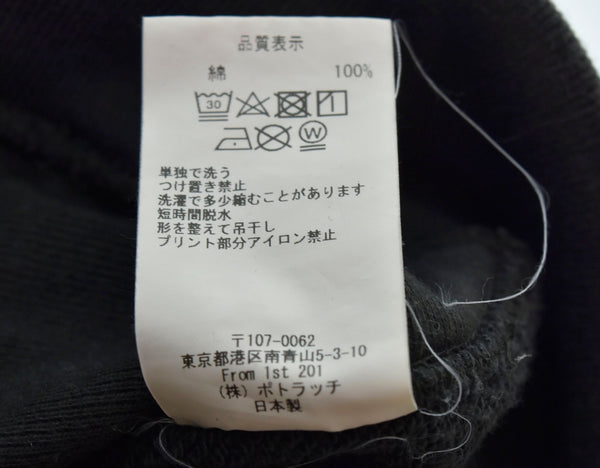 品質表示
綿 100%
30
W
単独で洗う
つけ置き禁止
洗濯で多少縮むことがあります
短時間脱水
形を整えて吊干し
プリント部分アイロン禁止
〒107-0062
東京都港区南青山5-3-10
From 1st 201
(株) ポトラッチ
日本製